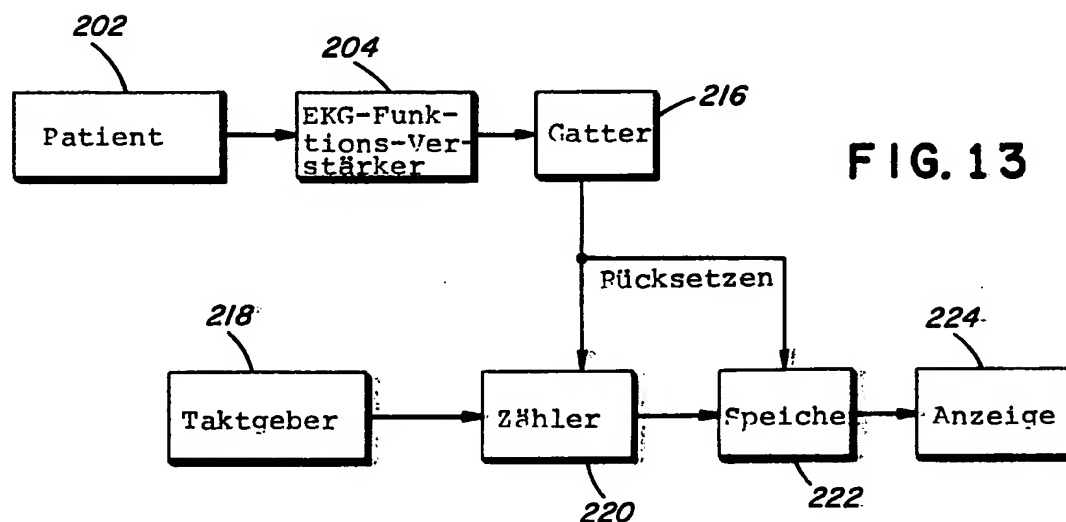 202
204
216
Patient
EKG-Funk-
tions-Ver-
stärker
Gatter
FIG. 13
Rücksetzen
218
224
Taktgeber
Zähler
Speiche
Anzeige
220
222